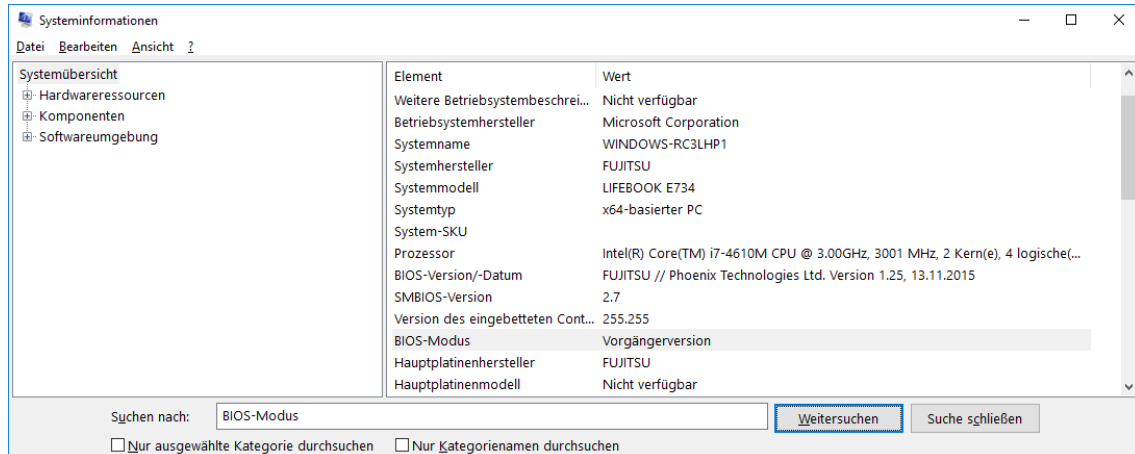 Systeminformationen
Datei Bearbeiten Ansicht ?
Systemübersicht
Hardwareressourcen
Komponenten
Softwareumgebung
Element Wert
Weitere Betriebsystembeschrei... Nicht verfügbar
Betriebsystemhersteller Microsoft Corporation
Systemname WINDOWS-RC3LHP1
Systemhersteller FUJITSU
Systemmodell LIFEBOOK E734
Systemtyp x64-basierter PC
System-SKU
Prozessor Intel(R) Core(TM) i7-4610M CPU @ 3.00GHz, 3001 MHz, 2 Kern(e), 4 logische(...
BIOS-Version/-Datum FUJITSU // Phoenix Technologies Ltd. Version 1.25, 13.11.2015
SMBIOS-Version 2.7
Version des eingebetteten Cont... 255.255
BIOS-Modus Vorgängerversion
Hauptplatinenhersteller FUJITSU
Hauptplatinenmodell Nicht verfügbar
Suchen nach: BIOS-Modus Weitersuchen Suche schließen
Nur ausgewählte Kategorie durchsuchen Nur Kategorienamen durchsuchen